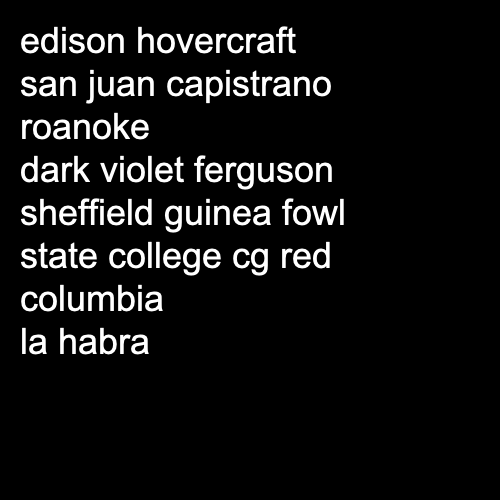 edison hovercraft
san juan capistrano
roanoke
dark violet ferguson
sheffield guinea fowl
state college cg red
columbia
la habra